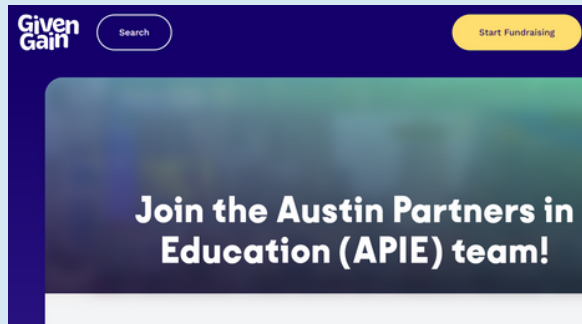 Given
Gain
Search
Start Fundraising
Join the Austin Partners in
Education (APIE) team!